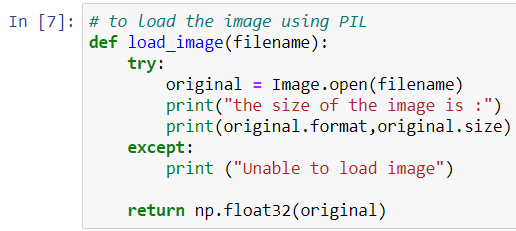 In [7]: # to load the image using PIL
def load_image(filename):
    try:
        original = Image.open(filename)
        print("the size of the image is :")
        print(original.format,original.size)
    except:
        print ("Unable to load image")

    return np.float32(original)